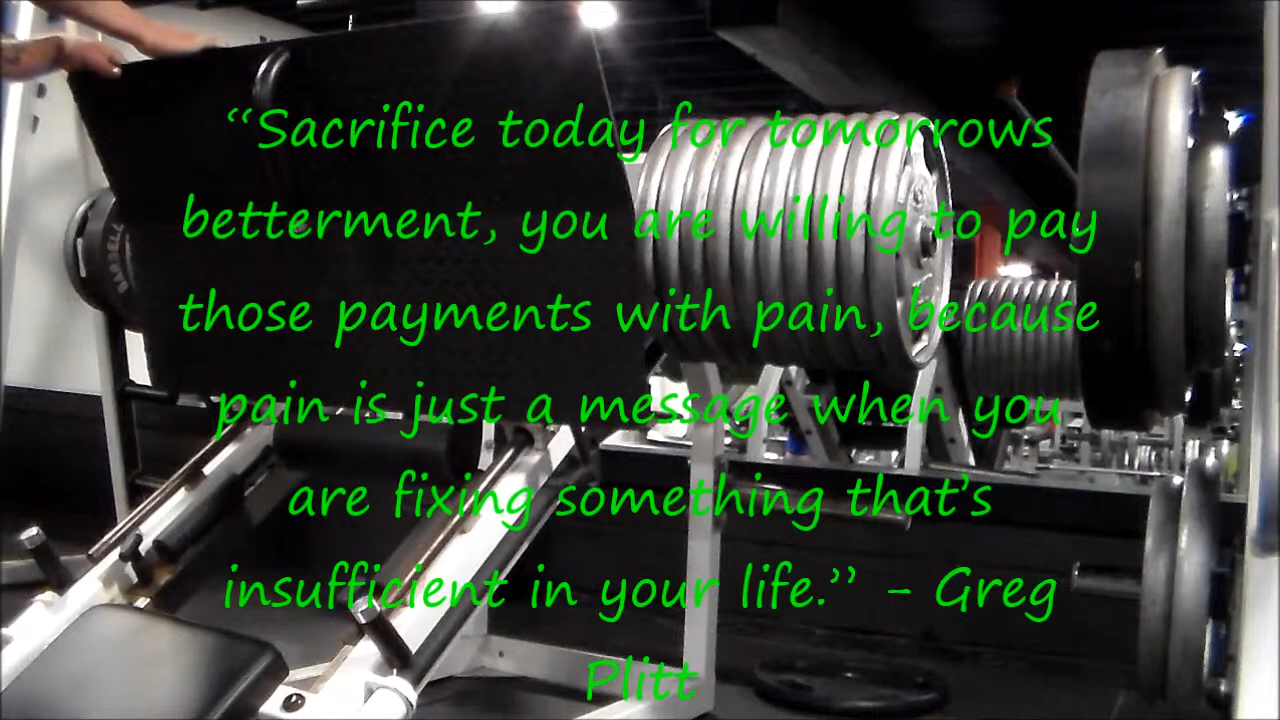 “Sacrifice today for tomorrows
betterment, you are willing to pay
those payments with pain, because
pain is just a message when you
are fixing something that’s
insufficient in your life.” - Greg
Plitt
BARBELL